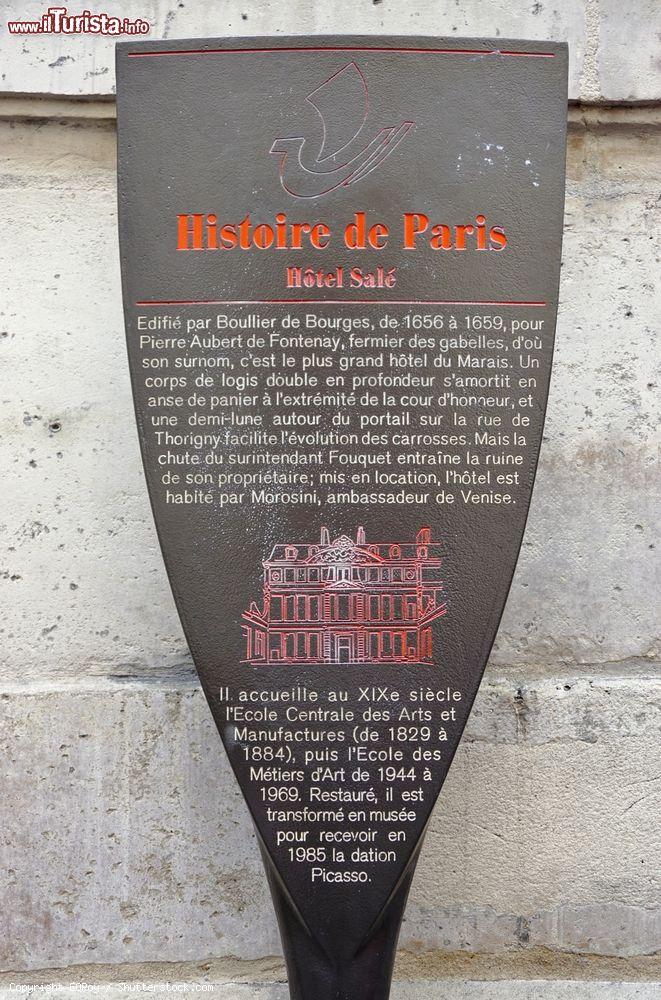 www.ilTurista.info
Histoire de Paris
Hôtel Salé
Edifié par Boullier de Bourges, de 1656 à 1659, pour
Pierre Aubert de Fontenay, fermier des gabelles, d'où
son surnom, c'est le plus grand hôtel du Marais. Un
corps de logis double en profondeur s'amortit en
anse de panier à l'extrémité de la cour d'honneur, et
une demi-lune autour du portail sur la rue de
Thorigny facilite l'évolution des carrosses. Mais la
chute du surintendant Fouquet entraîne la ruine
de son propriétaire; mis en location, l'hôtel est
habité par Morosini, ambassadeur de Venise.
Il accueille au XIXe siècle
l'Ecole Centrale des Arts et
Manufactures (de 1829 à
1884), puis l'Ecole des
Métiers d'Art de 1944 à
1969. Restauré, il est
transformé en musée
pour recevoir en
1985 la dation
Picasso.
Copyright EQRoy / Shutterstock.com